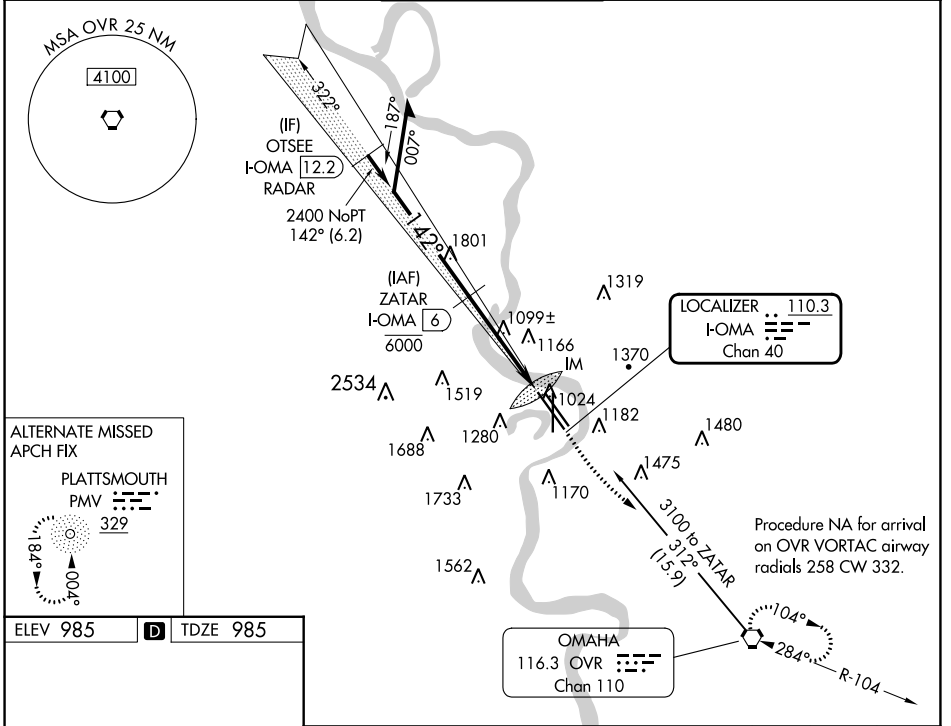 MSA OVR 25 NM
4100
322°
187°
007°
(IF)
OTSEE
I-OMA 12.2
RADAR
2400 NoPT
142° (6.2)
142°
1801
(IAF)
ZATAR
I-OMA 6
6000
1319
1099±
1166
IM
1370
LOCALIZER 110.3
I-OMA
Chan 40
2534
1519
1024
1280
1182
1688
1480
1475
1733
1170
1562
ALTERNATE MISSED
APCH FIX
PLATTSMOUTH
PMV
329
184°
004°
3100 to ZATAR
312°
(15.9)
Procedure NA for arrival
on OVR VORTAC airway
radials 258 CW 332.
ELEV 985 D TDZE 985
OMAHA
116.3 OVR
Chan 110
104°
284°
R-104